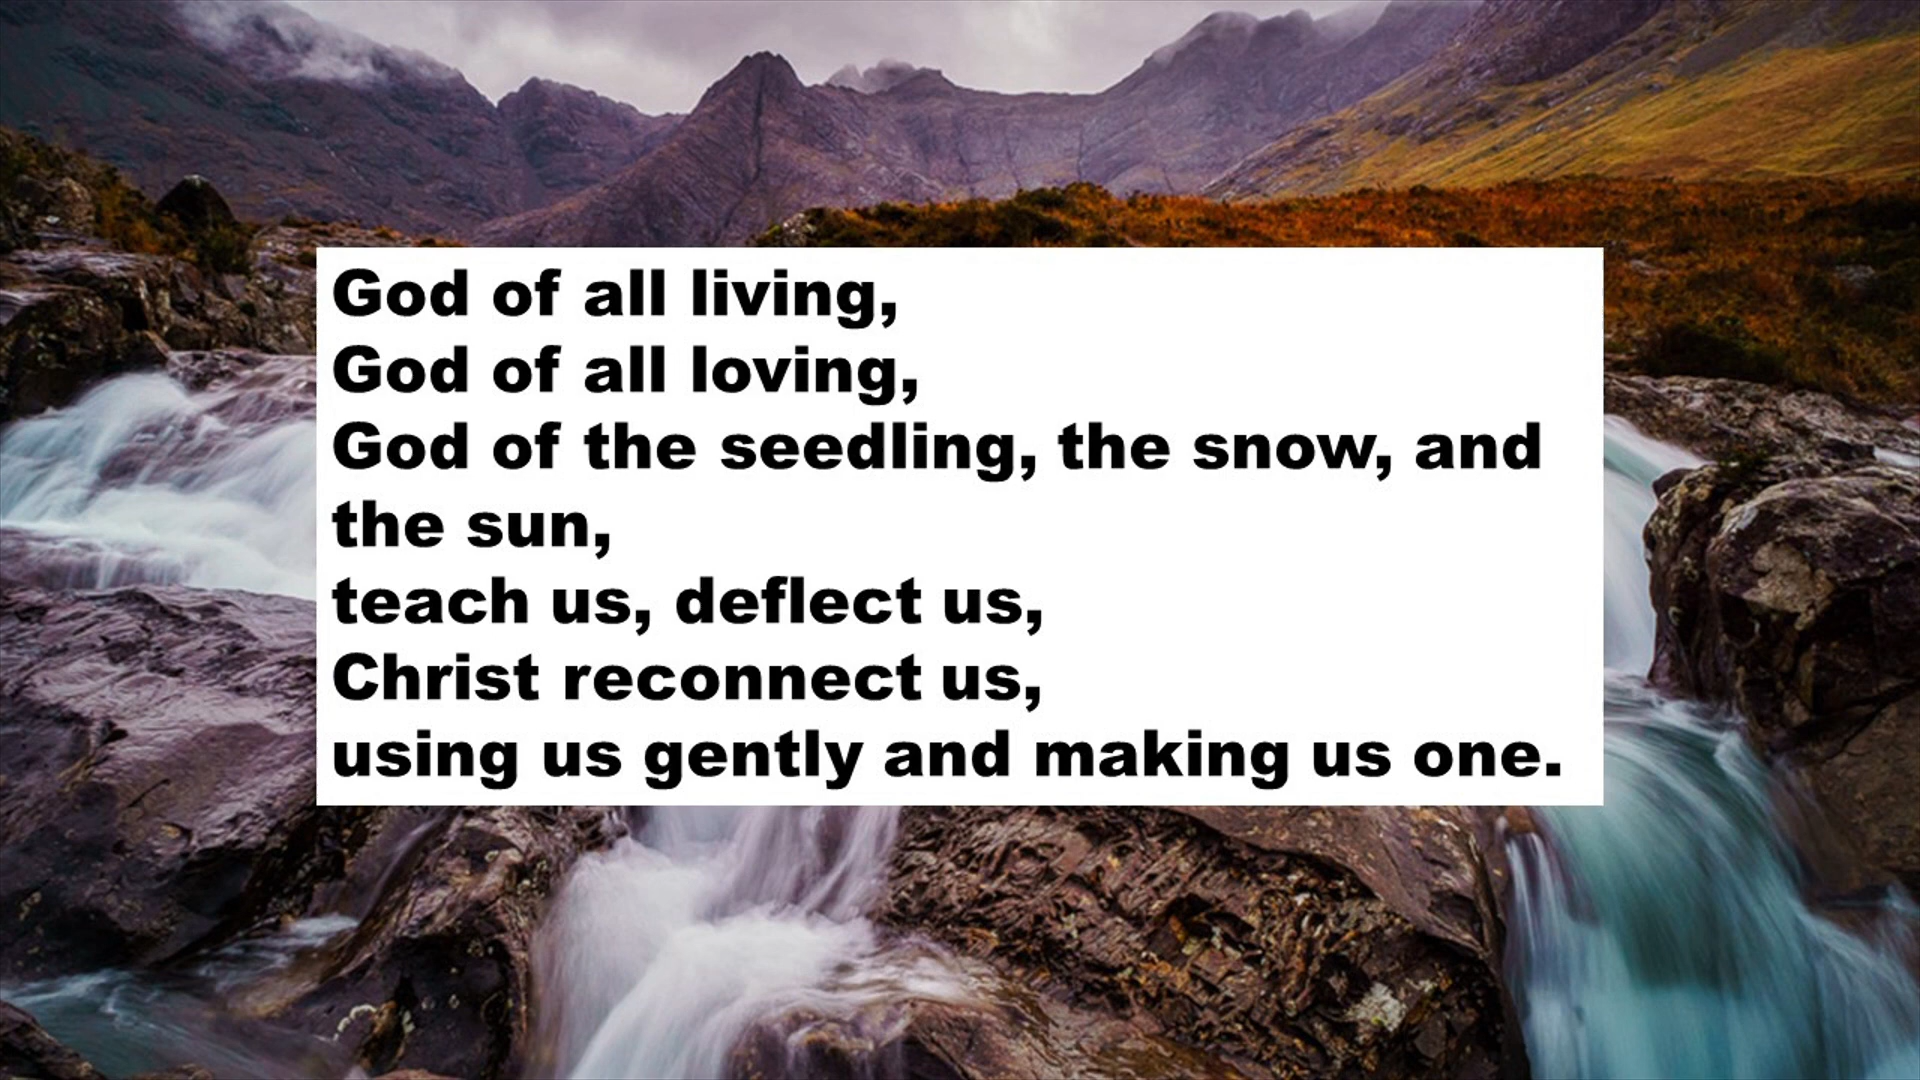 God of all living,
God of all loving,
God of the seedling, the snow, and
the sun,
teach us, deflect us,
Christ reconnect us,
using us gently and making us one.